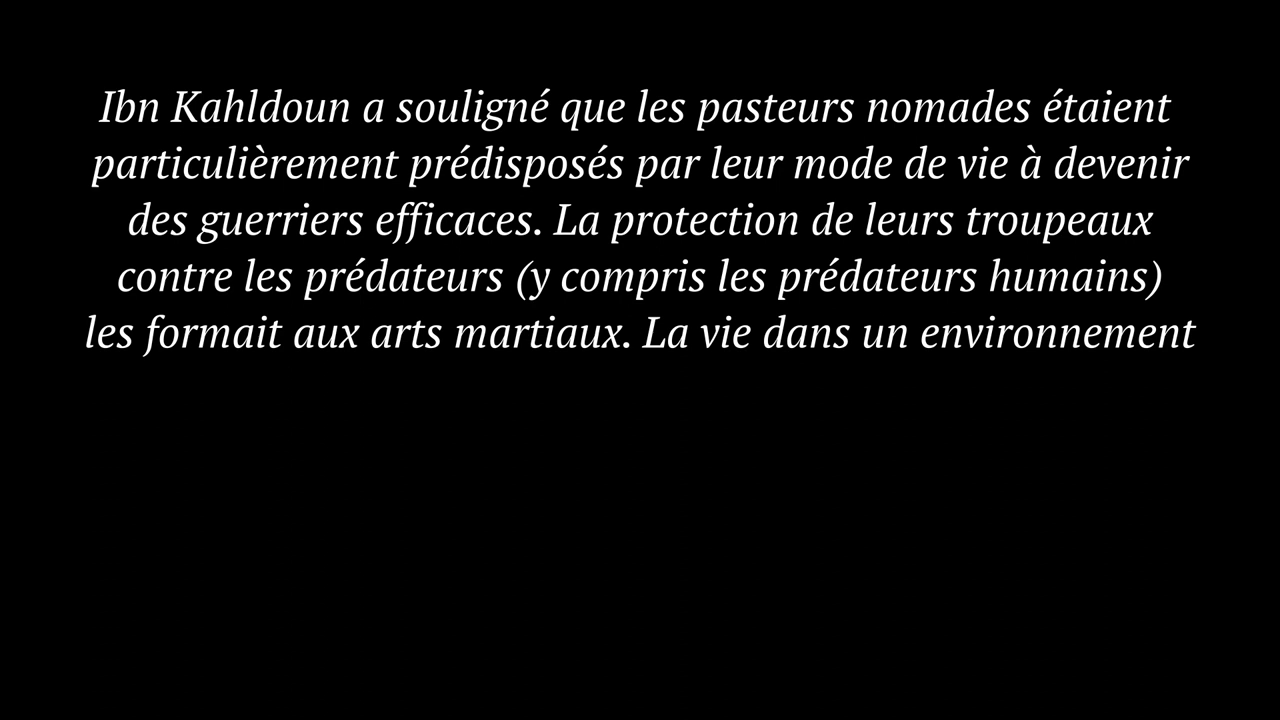 Ibn Kahldoun a souligné que les pasteurs nomades étaient
particulièrement prédisposés par leur mode de vie à devenir
des guerriers efficaces. La protection de leurs troupeaux
contre les prédateurs (y compris les prédateurs humains)
les formait aux arts martiaux. La vie dans un environnement